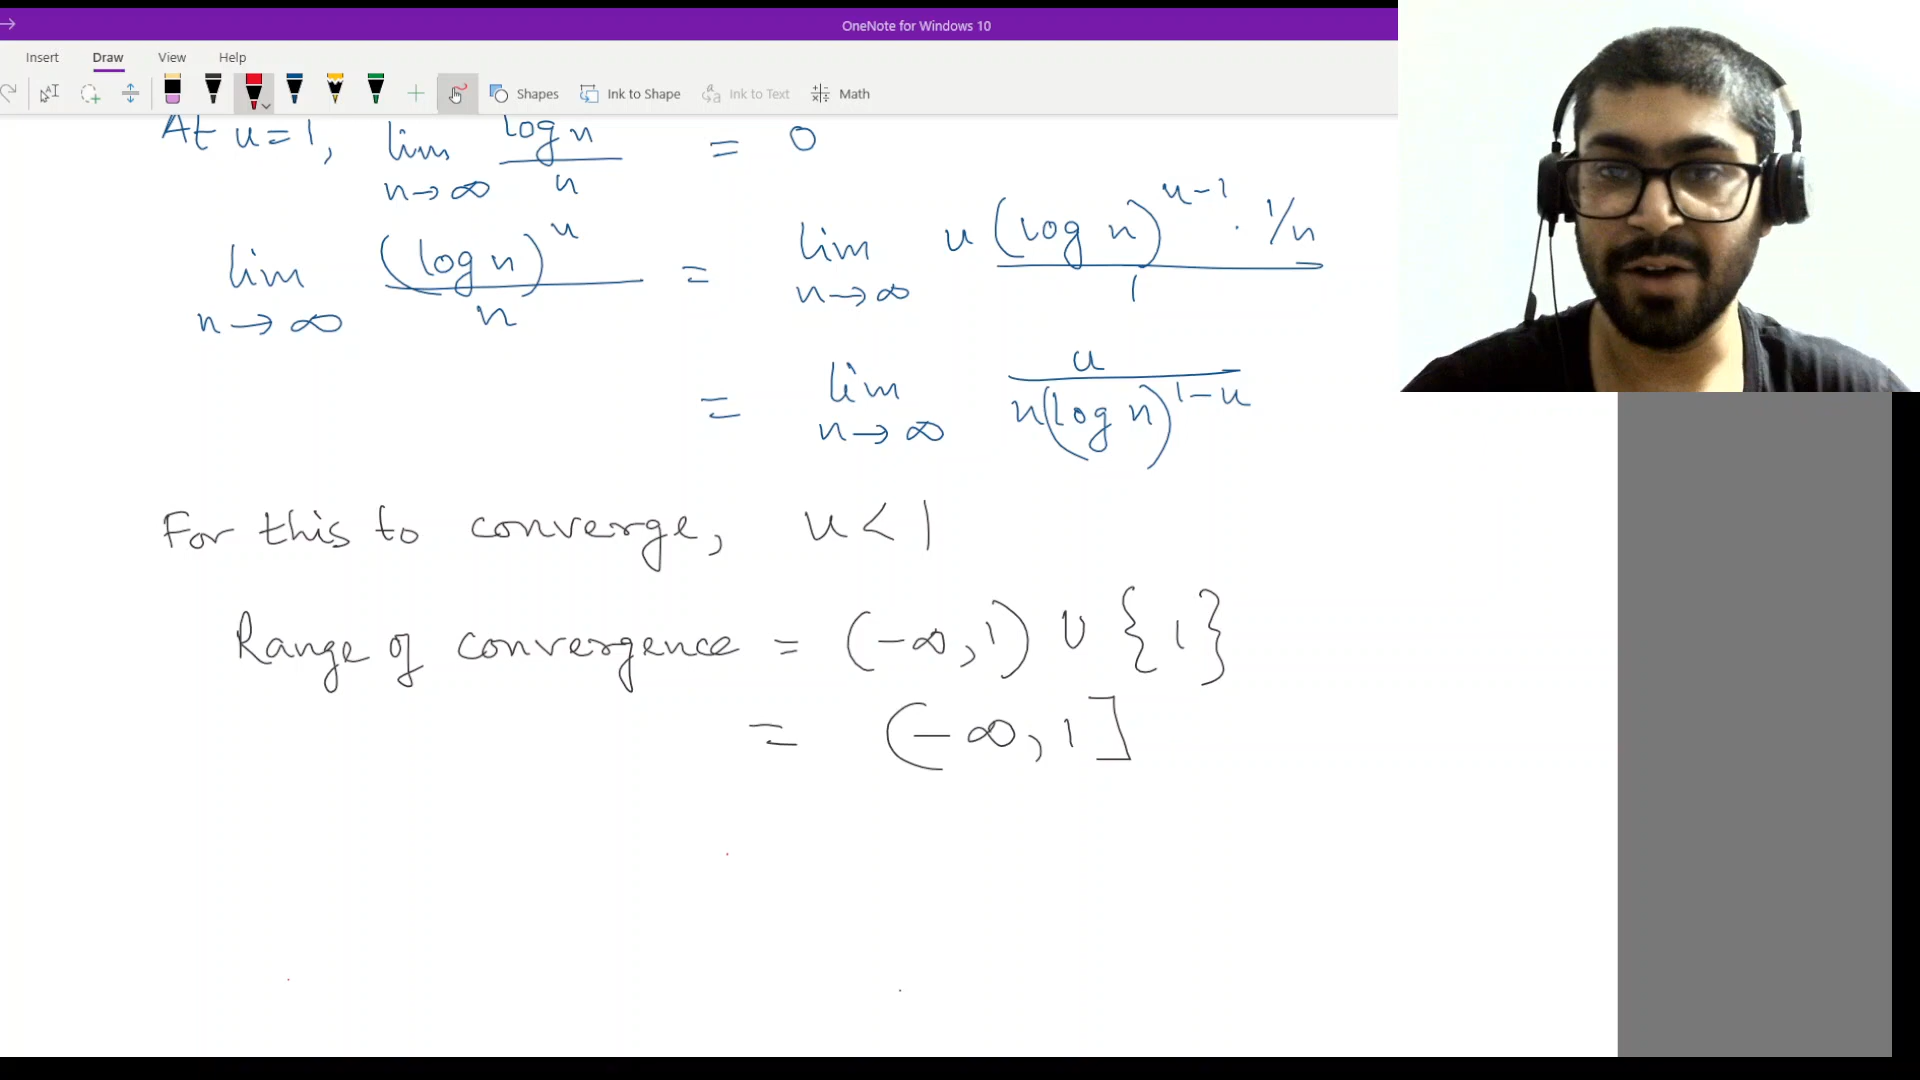 OneNote for Windows 10
Insert Draw View Help
Shapes Ink to Shape Ink to Text Math
At u=1, lim n→∞ log n / n = 0
lim n→∞ (log n)^u / n = lim n→∞ u (log n)^(u-1) · 1/n / 1
= lim n→∞ u / n(log n)^(1-u)
For this to converge, u < 1
Range of convergence = (-∞, 1) ∪ {1}
= (-∞, 1]